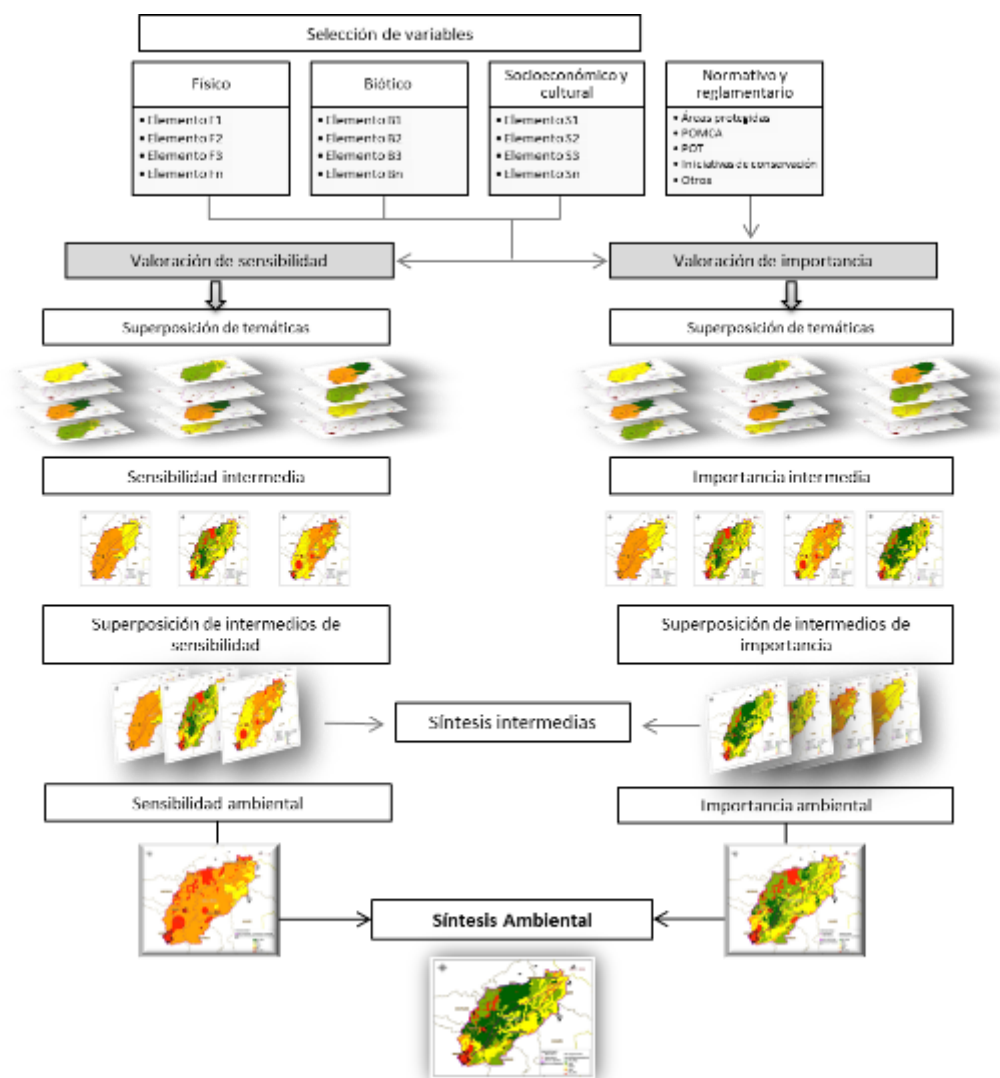 Selección de variables
Físico
▪ Elemento F1
▪ Elemento F2
▪ Elemento F3
▪ Elemento Fn
Biótico
▪ Elemento B1
▪ Elemento B2
▪ Elemento B3
▪ Elemento Bn
Socioeconómico y
cultural
▪ Elemento S1
▪ Elemento S2
▪ Elemento S3
▪ Elemento Sn
Normativo y
reglamentario
▪ Áreas protegidas
▪ POMCA
▪ POT
▪ Iniciativas de conservación
▪ Otros
Valoración de sensibilidad
Valoración de importancia
Superposición de temáticas
Superposición de temáticas
Sensibilidad intermedia
Importancia intermedia
Superposición de intermedios de
sensibilidad
Superposición de intermedios de
importancia
Síntesis intermedias
Sensibilidad ambiental
Importancia ambiental
Síntesis Ambiental